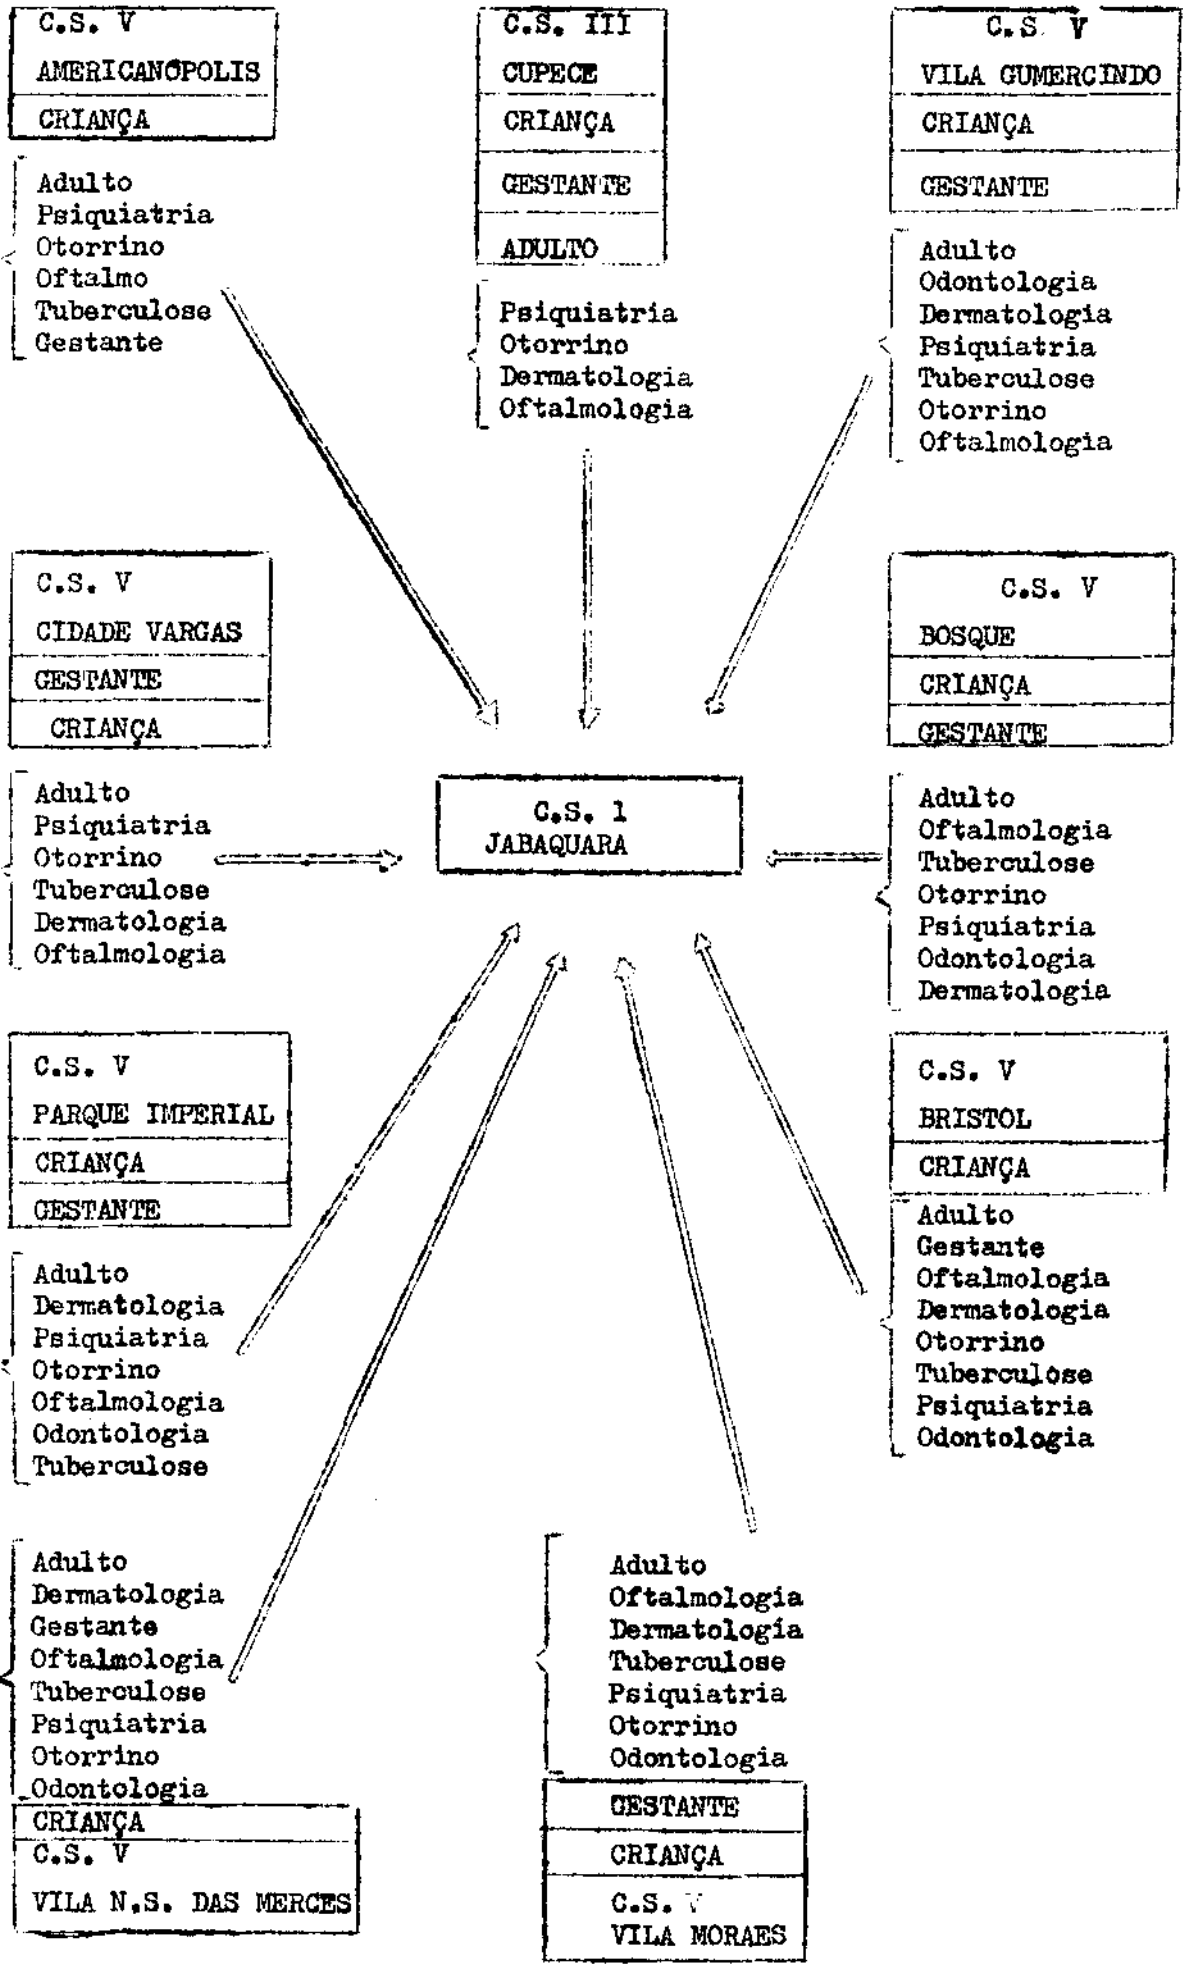 C.S. V
AMERICANÓPOLIS
CRIANÇA
Adulto
Psiquiatria
Otorrino
Oftalmo
Tuberculose
Gestante
C.S. III
CUPECE
CRIANÇA
GESTANTE
ADULTO
Psiquiatria
Otorrino
Dermatologia
Oftalmologia
C.S. V
VILA GUMERCINDO
CRIANÇA
GESTANTE
Adulto
Odontologia
Dermatologia
Psiquiatria
Tuberculose
Otorrino
Oftalmologia
C.S. V
CIDADE VARGAS
GESTANTE
CRIANÇA
Adulto
Psiquiatria
Otorrino
Tuberculose
Dermatologia
Oftalmologia
C.S. 1
JABAQUARA
C.S. V
BOSQUE
CRIANÇA
GESTANTE
Adulto
Oftalmologia
Tuberculose
Otorrino
Psiquiatria
Odontologia
Dermatologia
C.S. V
PARQUE IMPERIAL
CRIANÇA
GESTANTE
Adulto
Dermatologia
Psiquiatria
Otorrino
Oftalmologia
Odontologia
Tuberculose
C.S. V
BRISTOL
CRIANÇA
Adulto
Gestante
Oftalmologia
Dermatologia
Otorrino
Tuberculose
Psiquiatria
Odontologia
Adulto
Dermatologia
Gestante
Oftalmologia
Tuberculose
Psiquiatria
Otorrino
Odontologia
CRIANÇA
C.S. V
VILA N.S. DAS MERCES
Adulto
Oftalmologia
Dermatologia
Tuberculose
Psiquiatria
Otorrino
Odontologia
GESTANTE
CRIANÇA
C.S. V
VILA MORAES